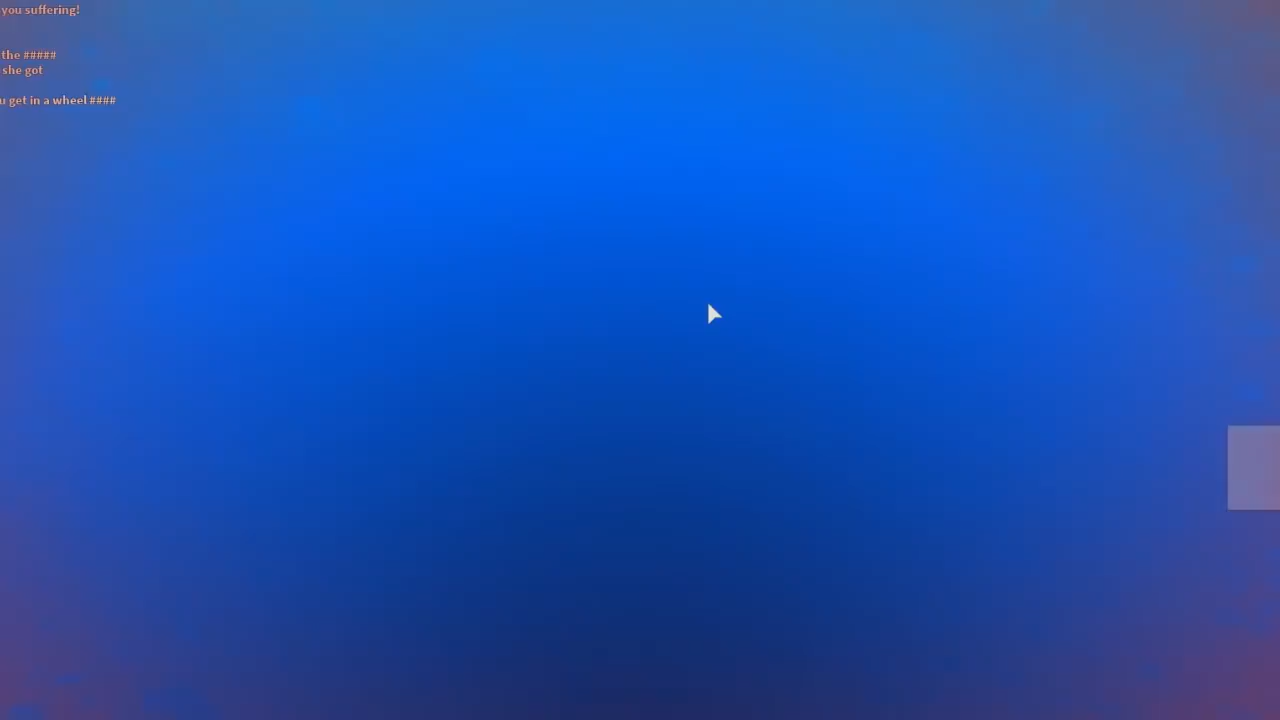 you suffering!
the #####
she got
u get in a wheel ####